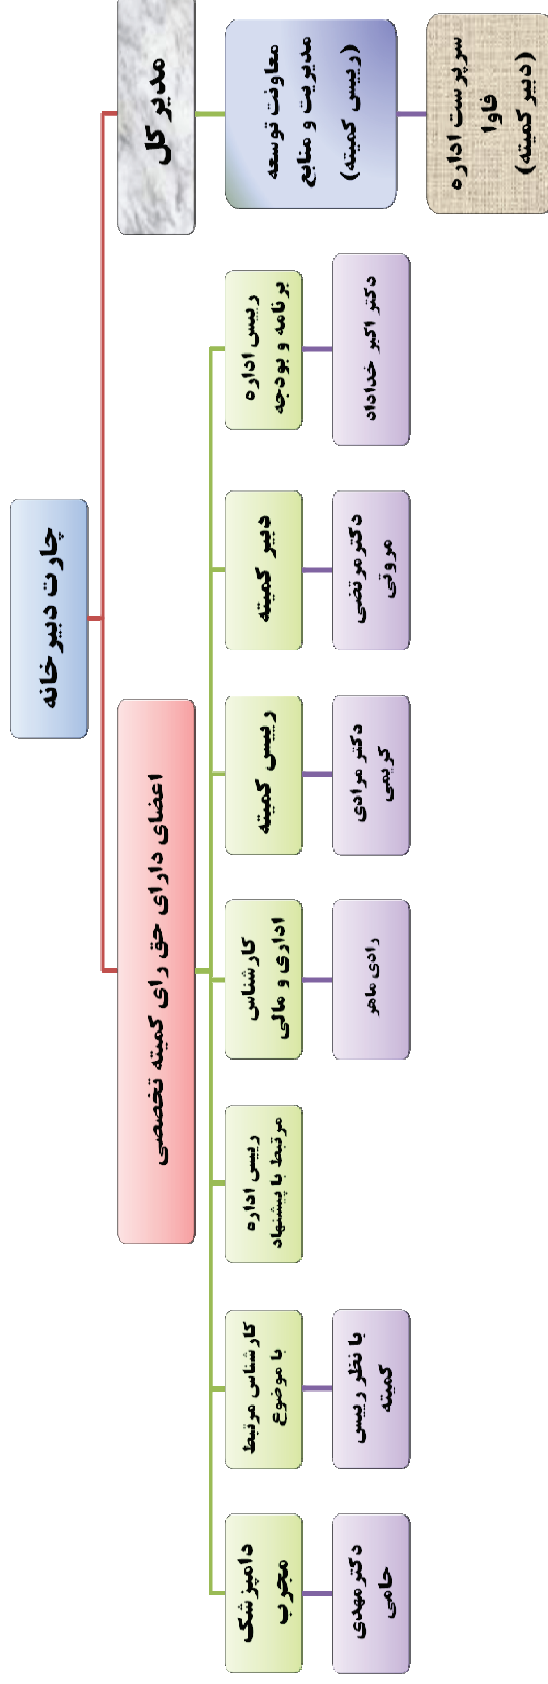 چارت دبیرخانه
مدیر کل
معاونت توسعه
مدیریت و منابع
(رییس کمیته)
سرپرست اداره
فاوا
(دبیر کمیته)
اعضای دارای حق رای کمیته تخصصی
رییس اداره
برنامه و بودجه
دکتر اکبر خداداد
دبیر کمیته
دکتر مرتضی
مروتی
رییس کمیته
دکتر مرادی
کریمی
کارشناس
اداری و مالی
رادی ماهر
رییس اداره
مرتبط با پیشنهاد
کارشناس مرتبط
با موضوع
با نظر رییس
کمیته
دامپزشک
مجرب
دکتر مهدی
حامی